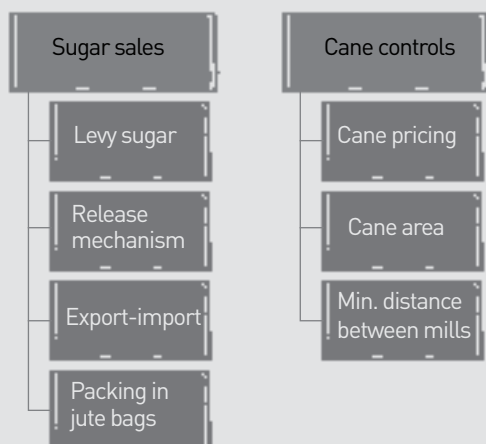 Sugar sales
Levy sugar
Release
mechanism
Export-import
Packing in
jute bags
Cane controls
Cane pricing
Cane area
Min. distance
between mills